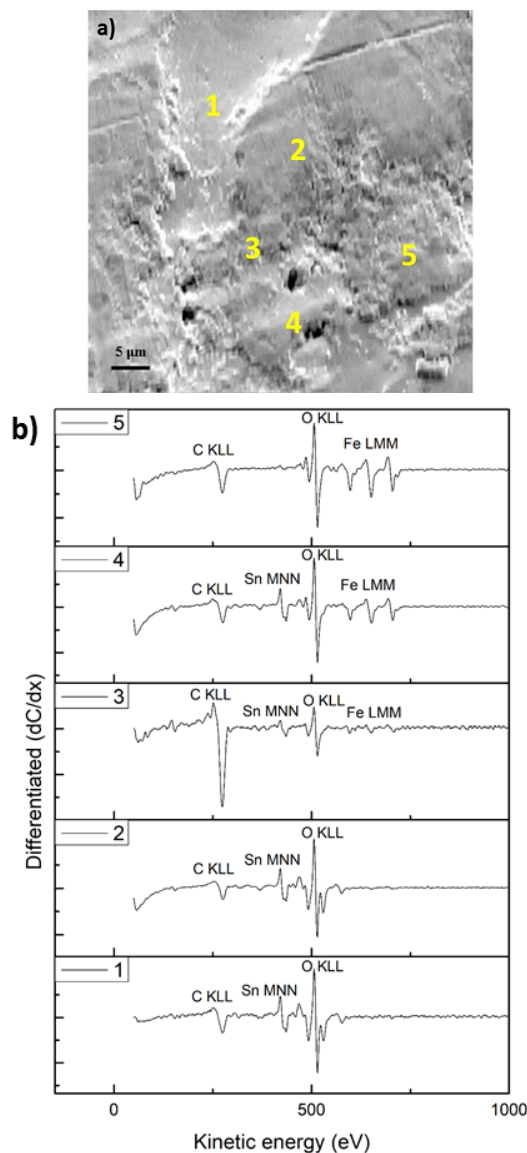 a)
1
2
3
4
5
5 μm
b)
5
C KLL
O KLL
Fe LMM
4
C KLL
Sn MNN
O KLL
Fe LMM
3
C KLL
Sn MNN
O KLL
Fe LMM
2
C KLL
Sn MNN
O KLL
1
C KLL
Sn MNN
O KLL
Differentiated (dC/dx)
0 500 1000
Kinetic energy (eV)